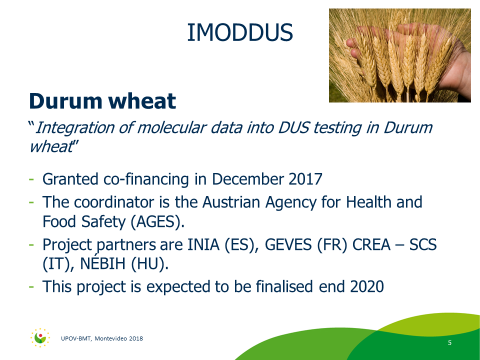 IMODDUS
Durum wheat
“Integration of molecular data into DUS testing in Durum
wheat”
- Granted co-financing in December 2017
- The coordinator is the Austrian Agency for Health and
Food Safety (AGES).
- Project partners are INIA (ES), GEVES (FR) CREA – SCS
(IT), NÉBIH (HU).
- This project is expected to be finalised end 2020
UPOV-BMT, Montevideo 2018
5